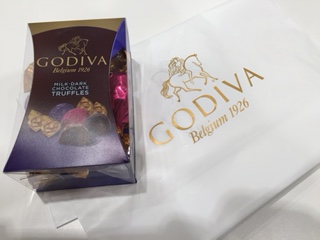 GODIVA
Belgium 1926
MILK DARK
CHOCOLATE
TRUFFLES
GODIVA
Belgium 1926